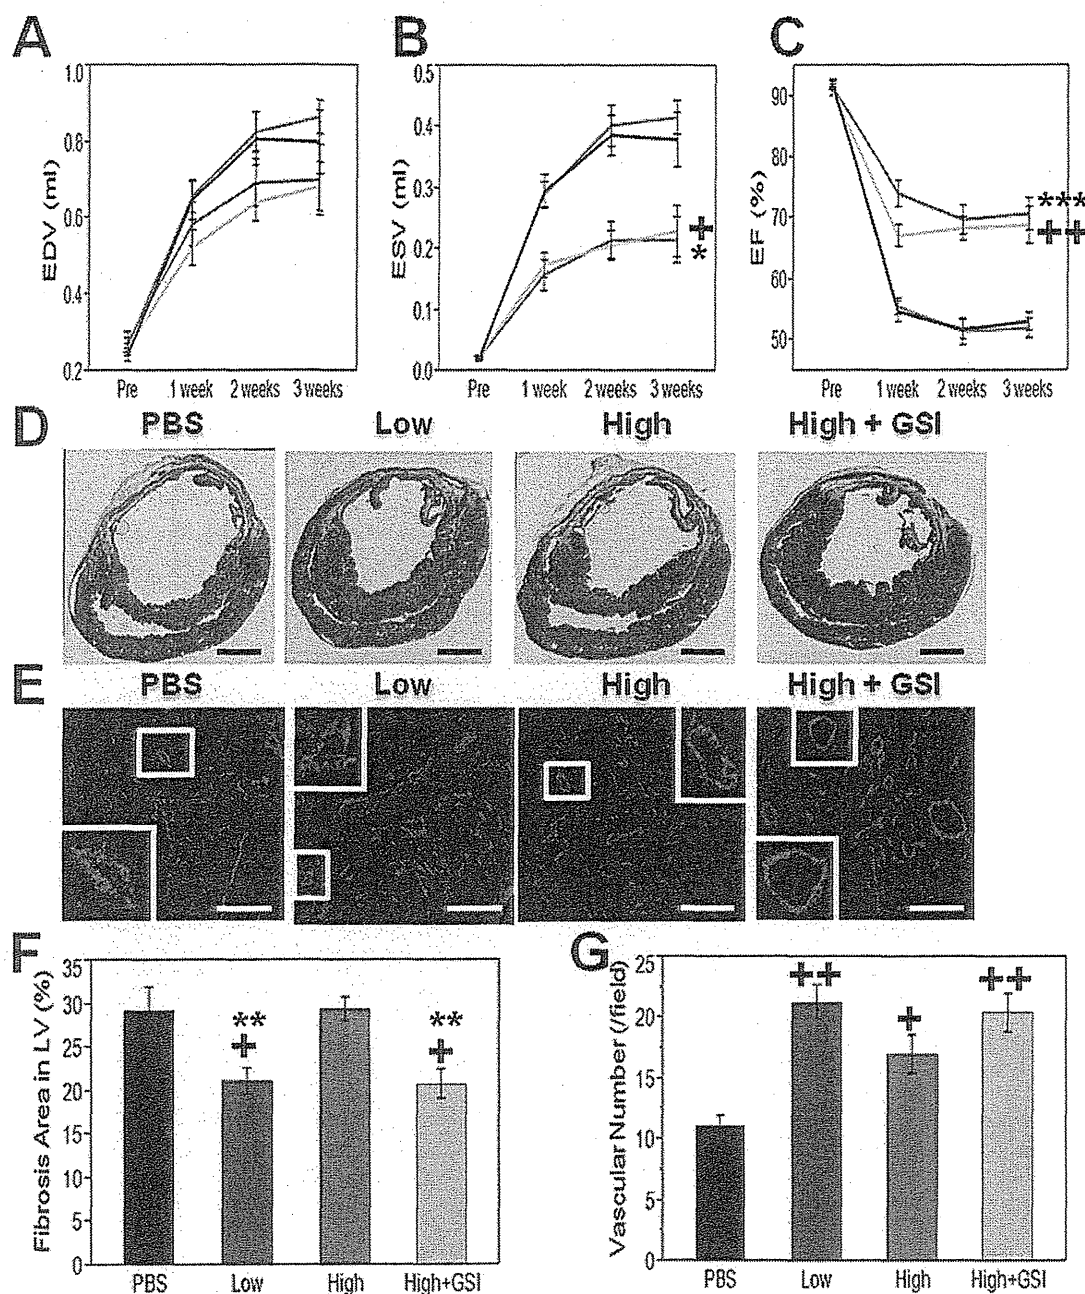 A
B
C
1.0
0.8
0.6
0.4
0.2
EDV (ml)
Pre
1 week
2 weeks
3 weeks
0.5
0.4
0.3
0.2
0.1
0.0
ESV (ml)
Pre
1 week
2 weeks
3 weeks
+
*
90
80
70
60
50
EF (%)
Pre
1 week
2 weeks
3 weeks
***
++
D
PBS
Low
High
High + GSI
E
PBS
Low
High
High + GSI
F
35
30
25
20
15
10
5
0
Fibrosis Area in LV (%)
**
+
**
+
PBS
Low
High
High+GSI
G
25
20
15
10
5
0
Vascular Number (/field)
++
+
++
PBS
Low
High
High+GSI